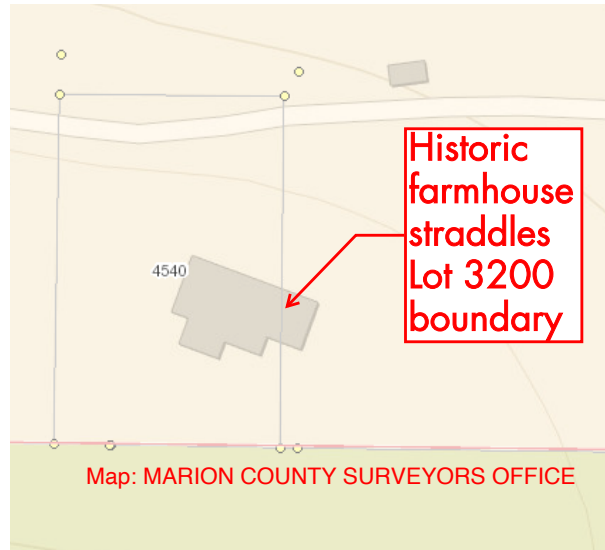 Historic
farmhouse
straddles
Lot 3200
boundary
4540
Map: MARION COUNTY SURVEYORS OFFICE